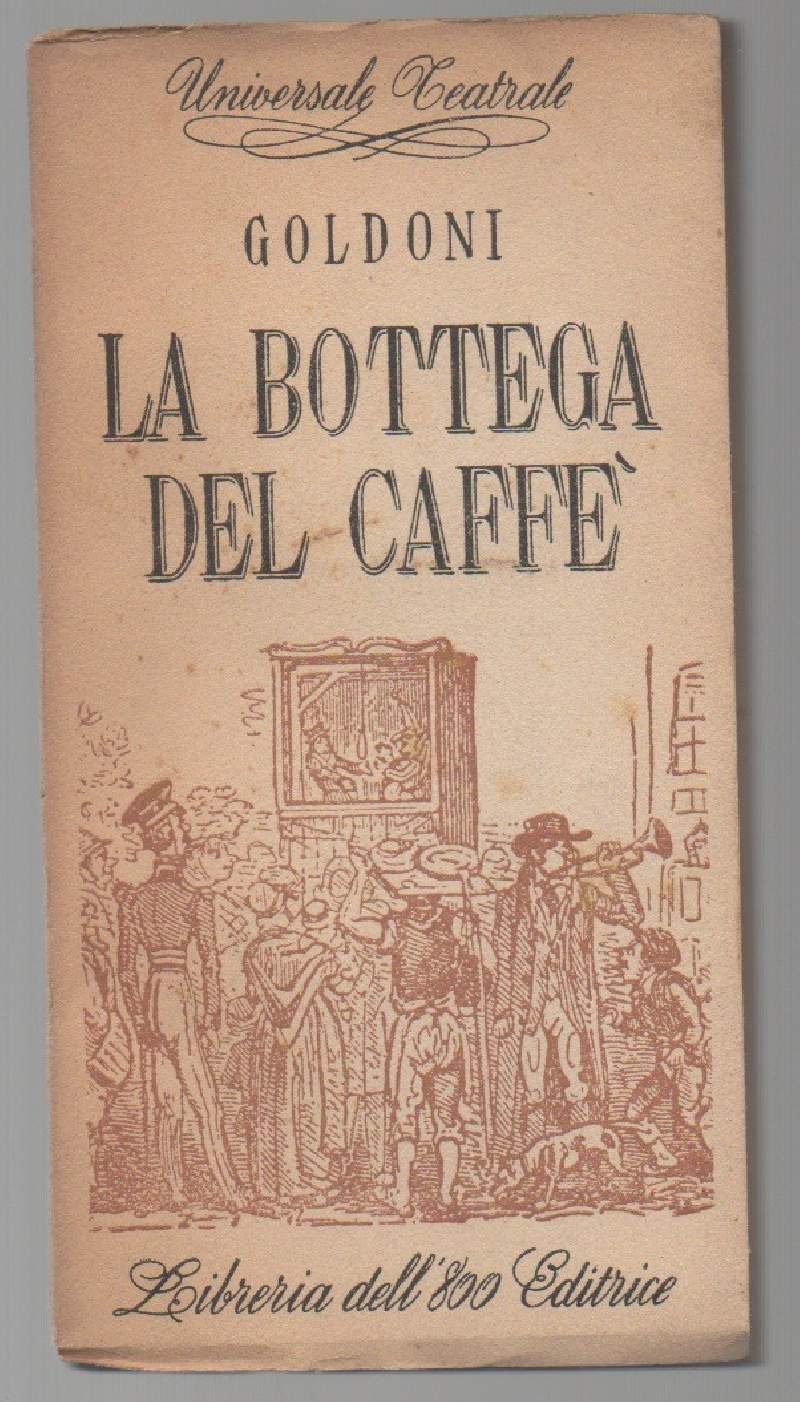 Universale Teatrale
GOLDONI
LA BOTTEGA
DEL CAFFÈ
Libreria dell'800 Editrice